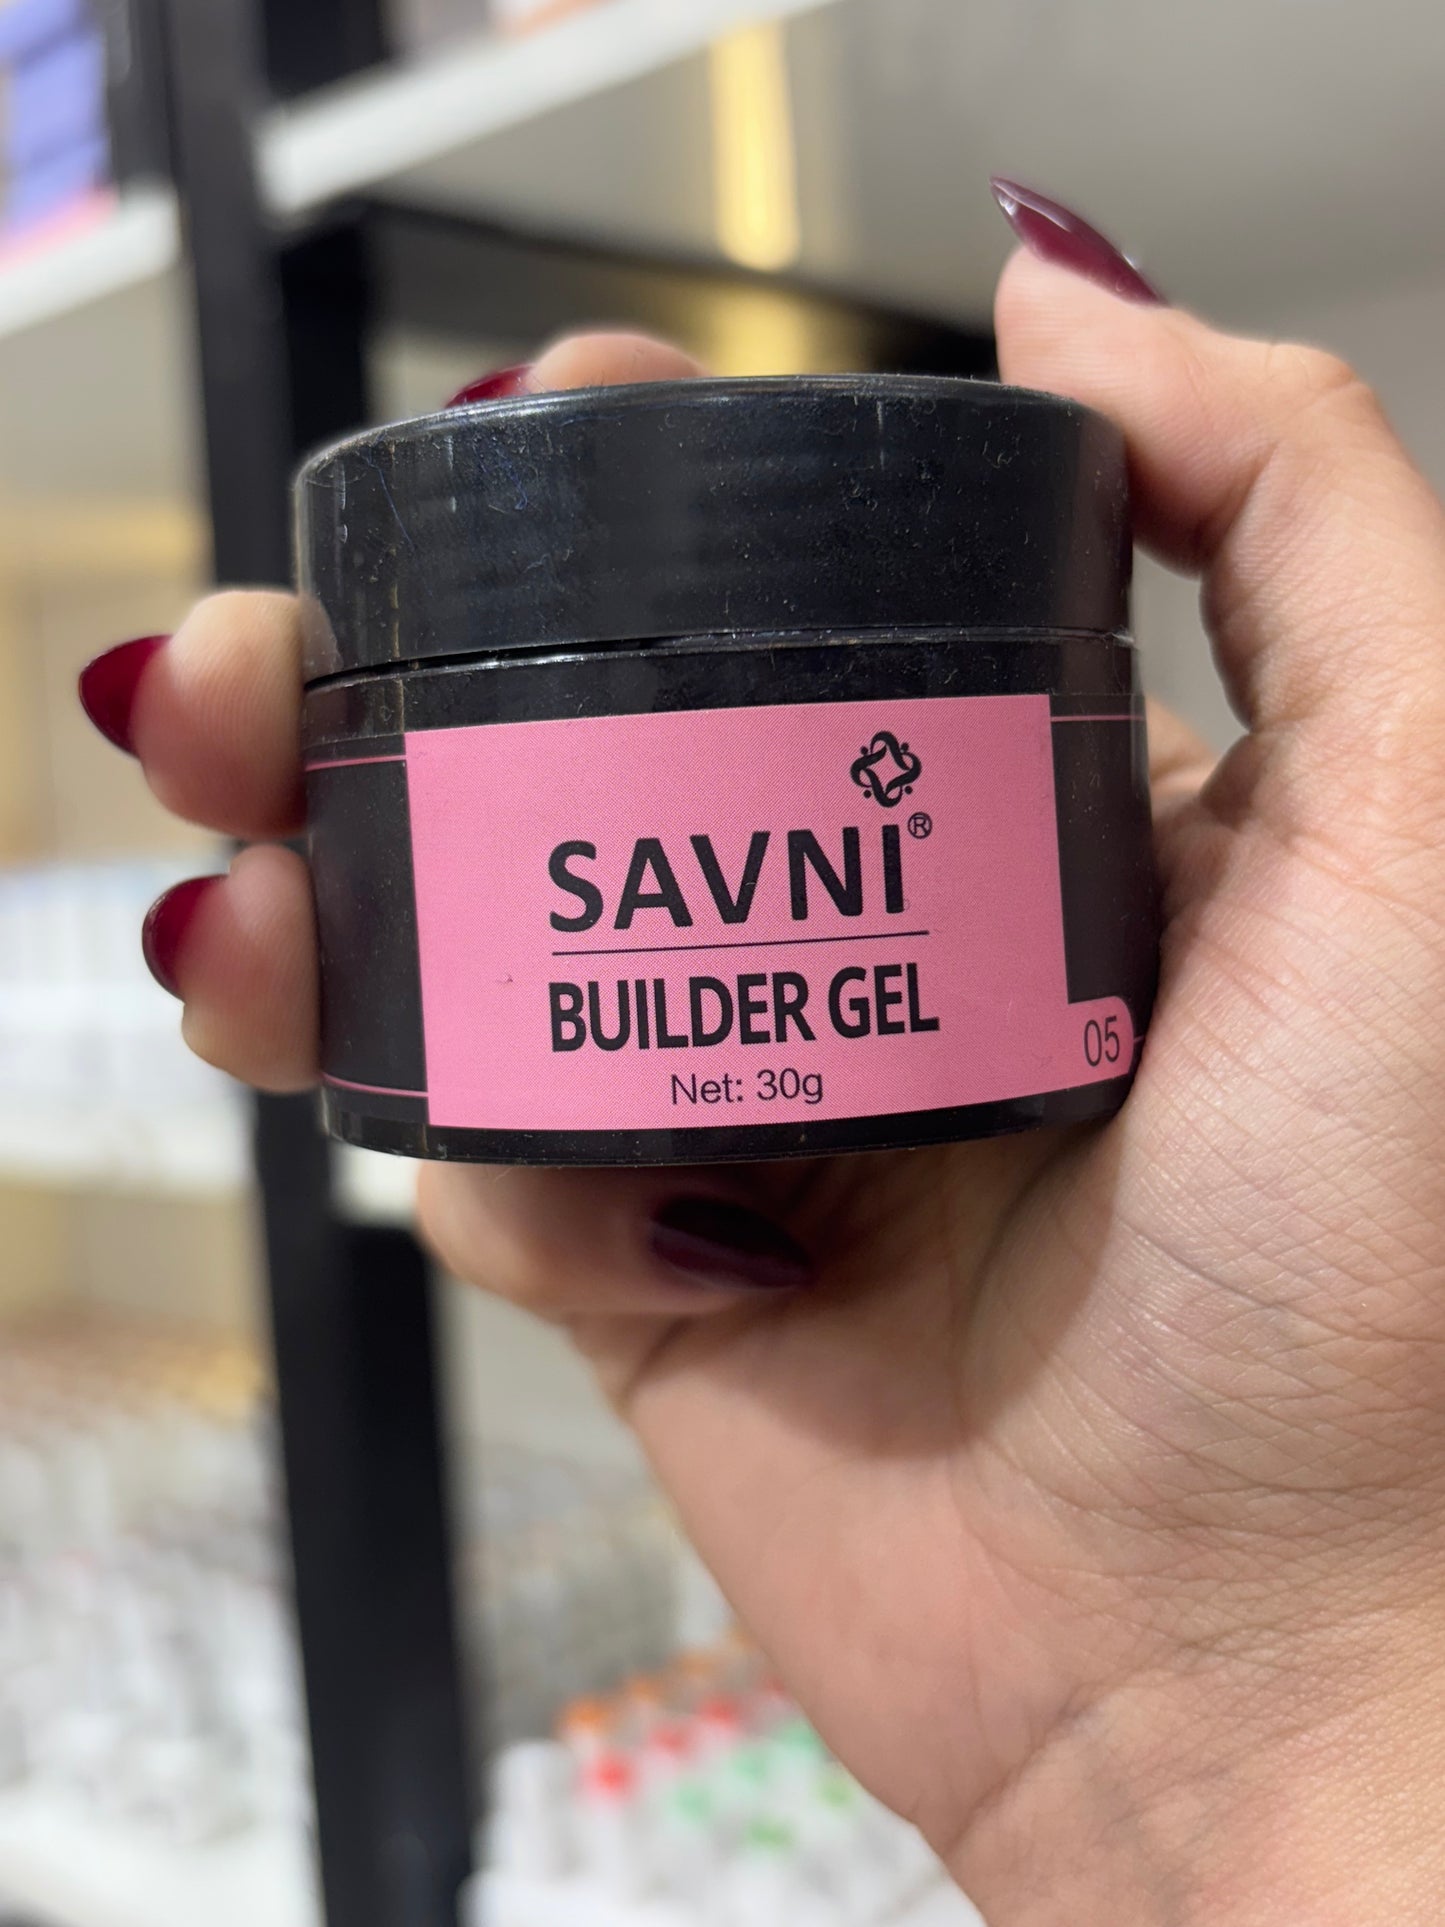 SAVNI®
BUILDER GEL
Net: 30g
05